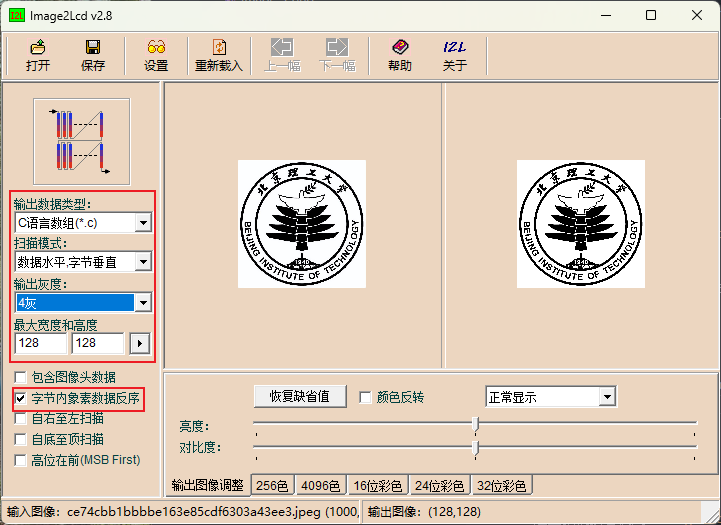 Image2Lcd v2.8
打开
保存
设置
重新载入
上一幅
下一幅
帮助
关于
输出数据类型：
C语言数组(*.c)
扫描模式：
数据水平,字节垂直
输出灰度：
4灰
最大宽度和高度
128 128
包含图像头数据
字节内象素数据反序
自右至左扫描
自底至顶扫描
高位在前(MSB First)
北京理工大学
1940
BEIJING INSTITUTE OF TECHNOLOGY
北京理工大学
1940
BEIJING INSTITUTE OF TECHNOLOGY
恢复缺省值
颜色反转
正常显示
亮度：
对比度：
输出图像调整 256色 4096色 16位彩色 24位彩色 32位彩色
输入图像：ce74cbb1bbbbe163e85cdf6303a43ee3.jpeg (1000, 输出图像：(128,128)